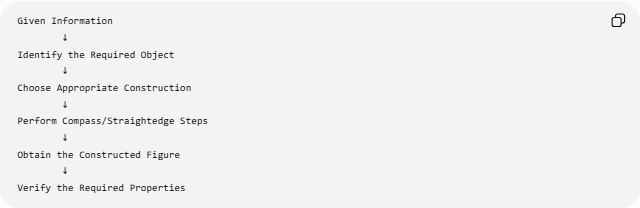 Given Information
↓
Identify the Required Object
↓
Choose Appropriate Construction
↓
Perform Compass/Straightedge Steps
↓
Obtain the Constructed Figure
↓
Verify the Required Properties